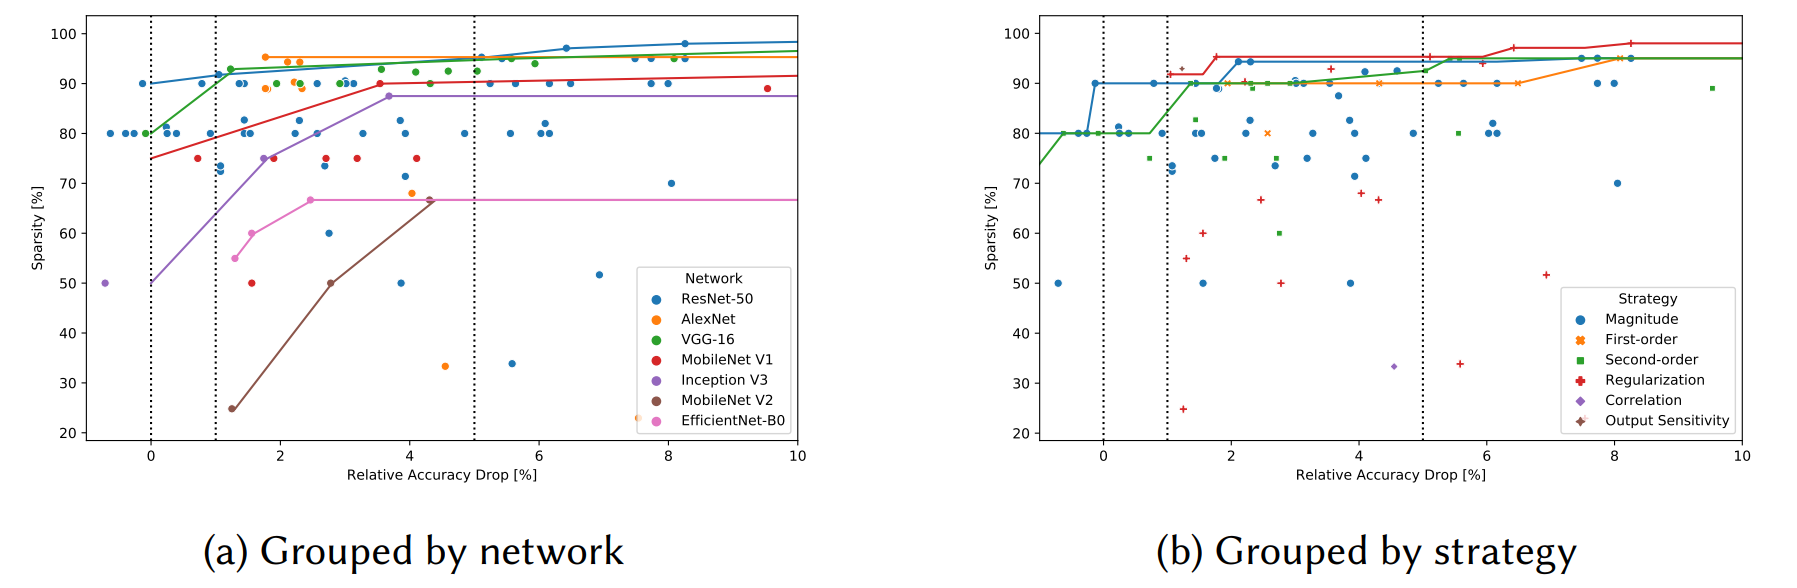 100
90
80
70
60
50
40
30
20
Sparsity [%]
0 2 4 6 8 10
Relative Accuracy Drop [%]
Network
ResNet-50
AlexNet
VGG-16
MobileNet V1
Inception V3
MobileNet V2
EfficientNet-B0
(a) Grouped by network
100
90
80
70
60
50
40
30
20
Sparsity [%]
0 2 4 6 8 10
Relative Accuracy Drop [%]
Strategy
Magnitude
First-order
Second-order
Regularization
Correlation
Output Sensitivity
(b) Grouped by strategy